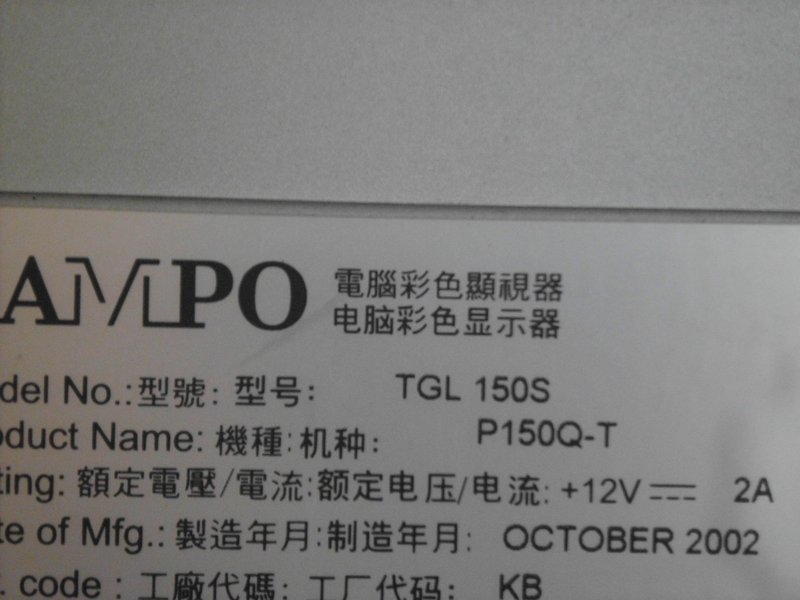 AMPO 電腦彩色顯視器
电脑彩色显示器
del No.:型號: 型号: TGL 150S
oduct Name: 機種: 机种: P150Q-T
ting: 額定電壓/電流:额定电压/电流: +12V 2A
te of Mfg.: 製造年月:制造年月: OCTOBER 2002
. code : 工廠代碼: 工厂代码: KB